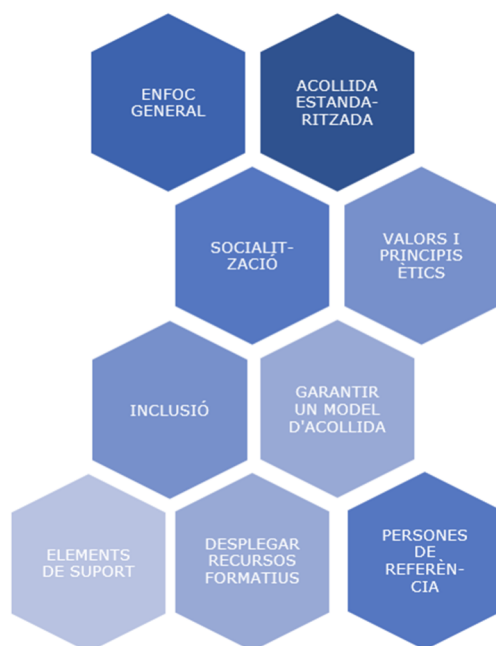 ENFOC
GENERAL
ACOLLIDA
ESTANDA-
RITZADA
SOCIALIT-
ZACIÓ
VALORS I
PRINCIPIS
ÈTICS
INCLUSIÓ
GARANTIR
UN MODEL
D'ACOLLIDA
ELEMENTS
DE SUPORT
DESPLEGAR
RECURSOS
FORMATIUS
PERSONES
DE
REFERÈN-
CIA